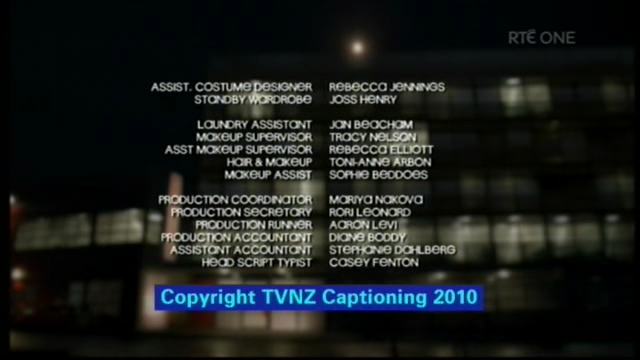 RTÉ ONE
ASSIST. COSTUME DESIGNER REBECCA JENNINGS
STANDBY WARDROBE JOSS HENRY
LAUNDRY ASSISTANT JAN BEACHAM
MAKEUP SUPERVISOR TRACY NELSON
ASST MAKEUP SUPERVISOR REBECCA ELLIOTT
HAIR & MAKEUP TONI-ANNE ARBON
MAKEUP ASSIST SOPHIE BEDDOES
PRODUCTION COORDINATOR MARIYA NAKOVA
PRODUCTION SECRETARY RORI LEONARD
PRODUCTION RUNNER AARON LEVI
PRODUCTION ACCOUNTANT DIANE BODDY
ASSISTANT ACCOUNTANT STEPHANIE DAHLBERG
HEAD SCRIPT TYPIST CASEY FENTON
Copyright TVNZ Captioning 2010